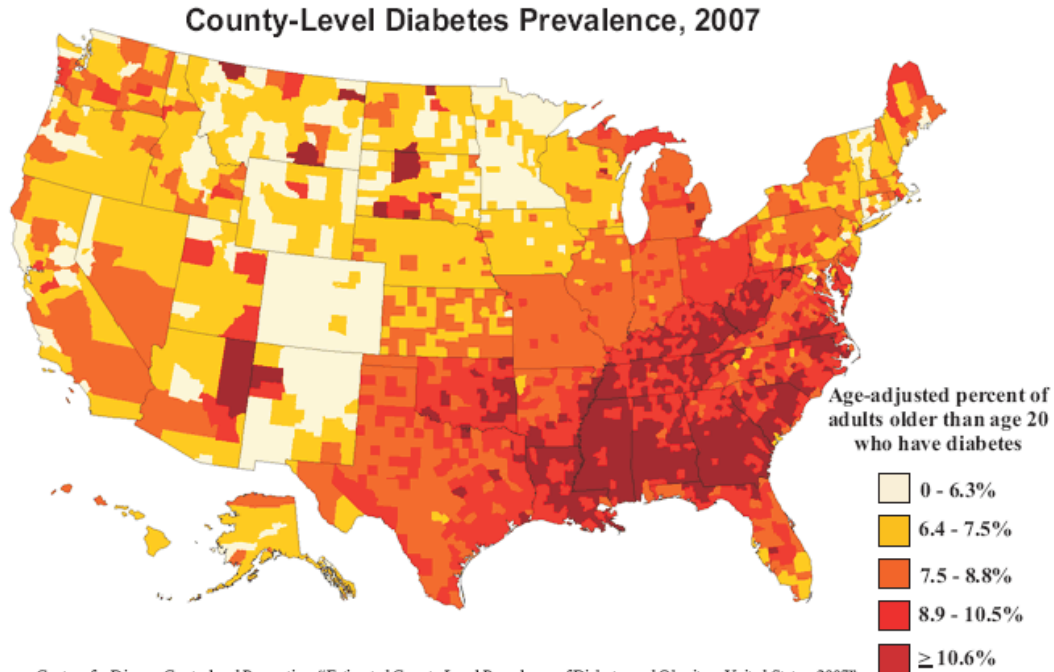 County-Level Diabetes Prevalence, 2007
Age-adjusted percent of
adults older than age 20
who have diabetes
0 - 6.3%
6.4 - 7.5%
7.5 - 8.8%
8.9 - 10.5%
≥ 10.6%